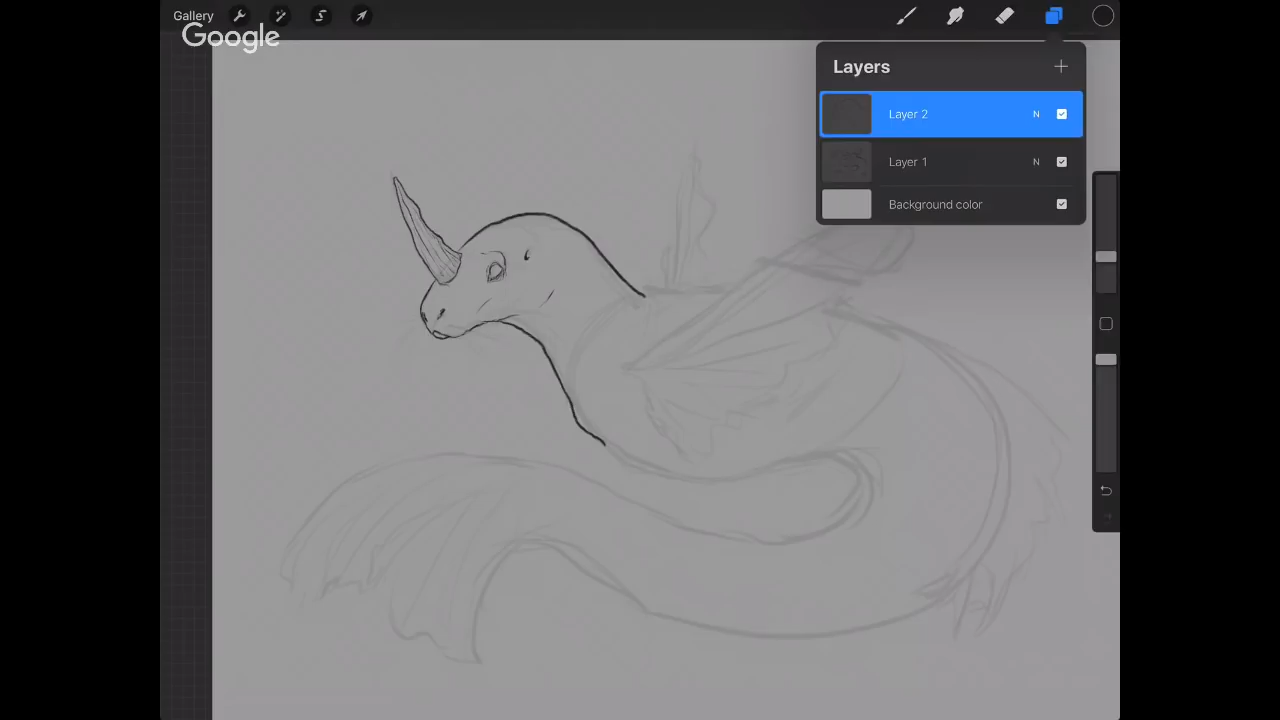 Gallery
Google
Layers
Layer 2 N
Layer 1 N
Background color